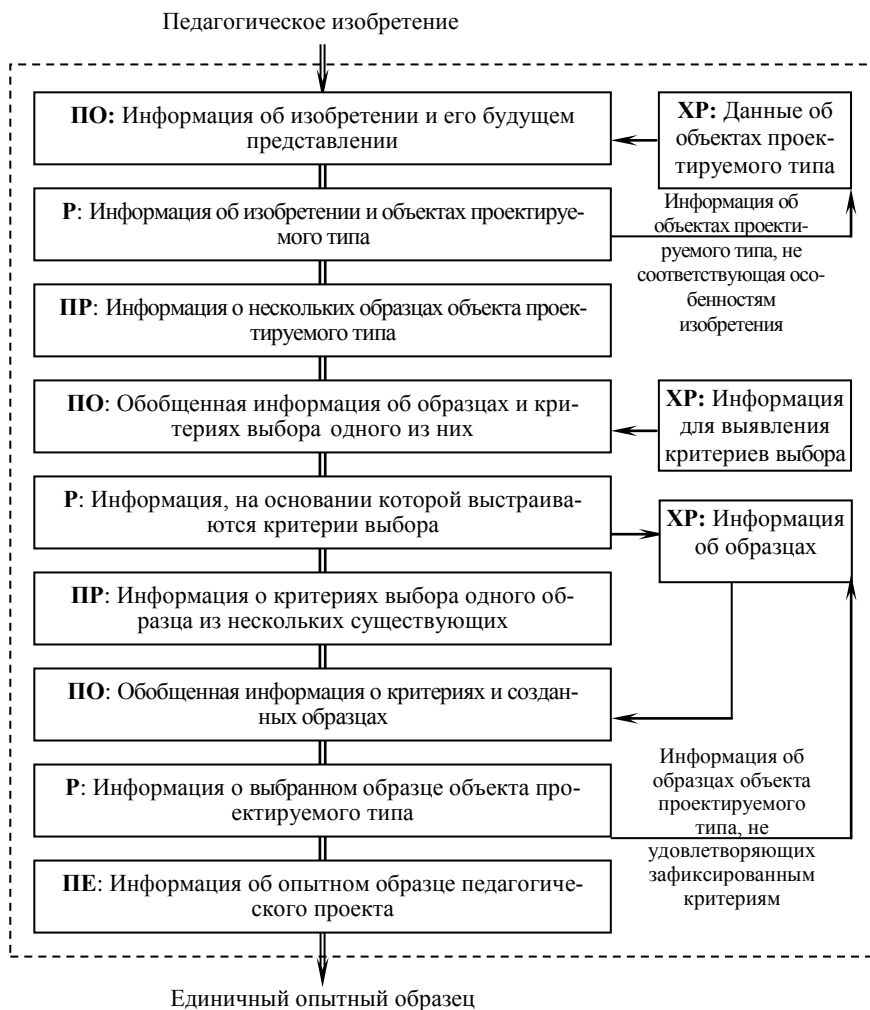 Педагогическое изобретение
ПО: Информация об изобретении и его будущем
представлении
ХР: Данные об
объектах проек-
тируемого типа
Р: Информация об изобретении и объектах проектируе-
мого типа
Информация об
объектах проекти-
руемого типа, не
соответствующая осо-
бенностям
изобретения
ПР: Информация о нескольких образцах объекта проек-
тируемого типа
ПО: Обобщенная информация об образцах и кри-
териях выбора одного из них
ХР: Информация
для выявления
критериев выбора
Р: Информация, на основании которой выстраива-
ются критерии выбора
ХР: Информация
об образцах
ПР: Информация о критериях выбора одного об-
разца из нескольких существующих
ПО: Обобщенная информация о критериях и создан-
ных образцах
Р: Информация о выбранном образце объекта про-
ектируемого типа
Информация об
образцах объекта
проектируемого
типа, не
удовлетворяющих
зафиксированным
критериям
ПЕ: Информация об опытном образце педагогиче-
ского проекта
Единичный опытный образец